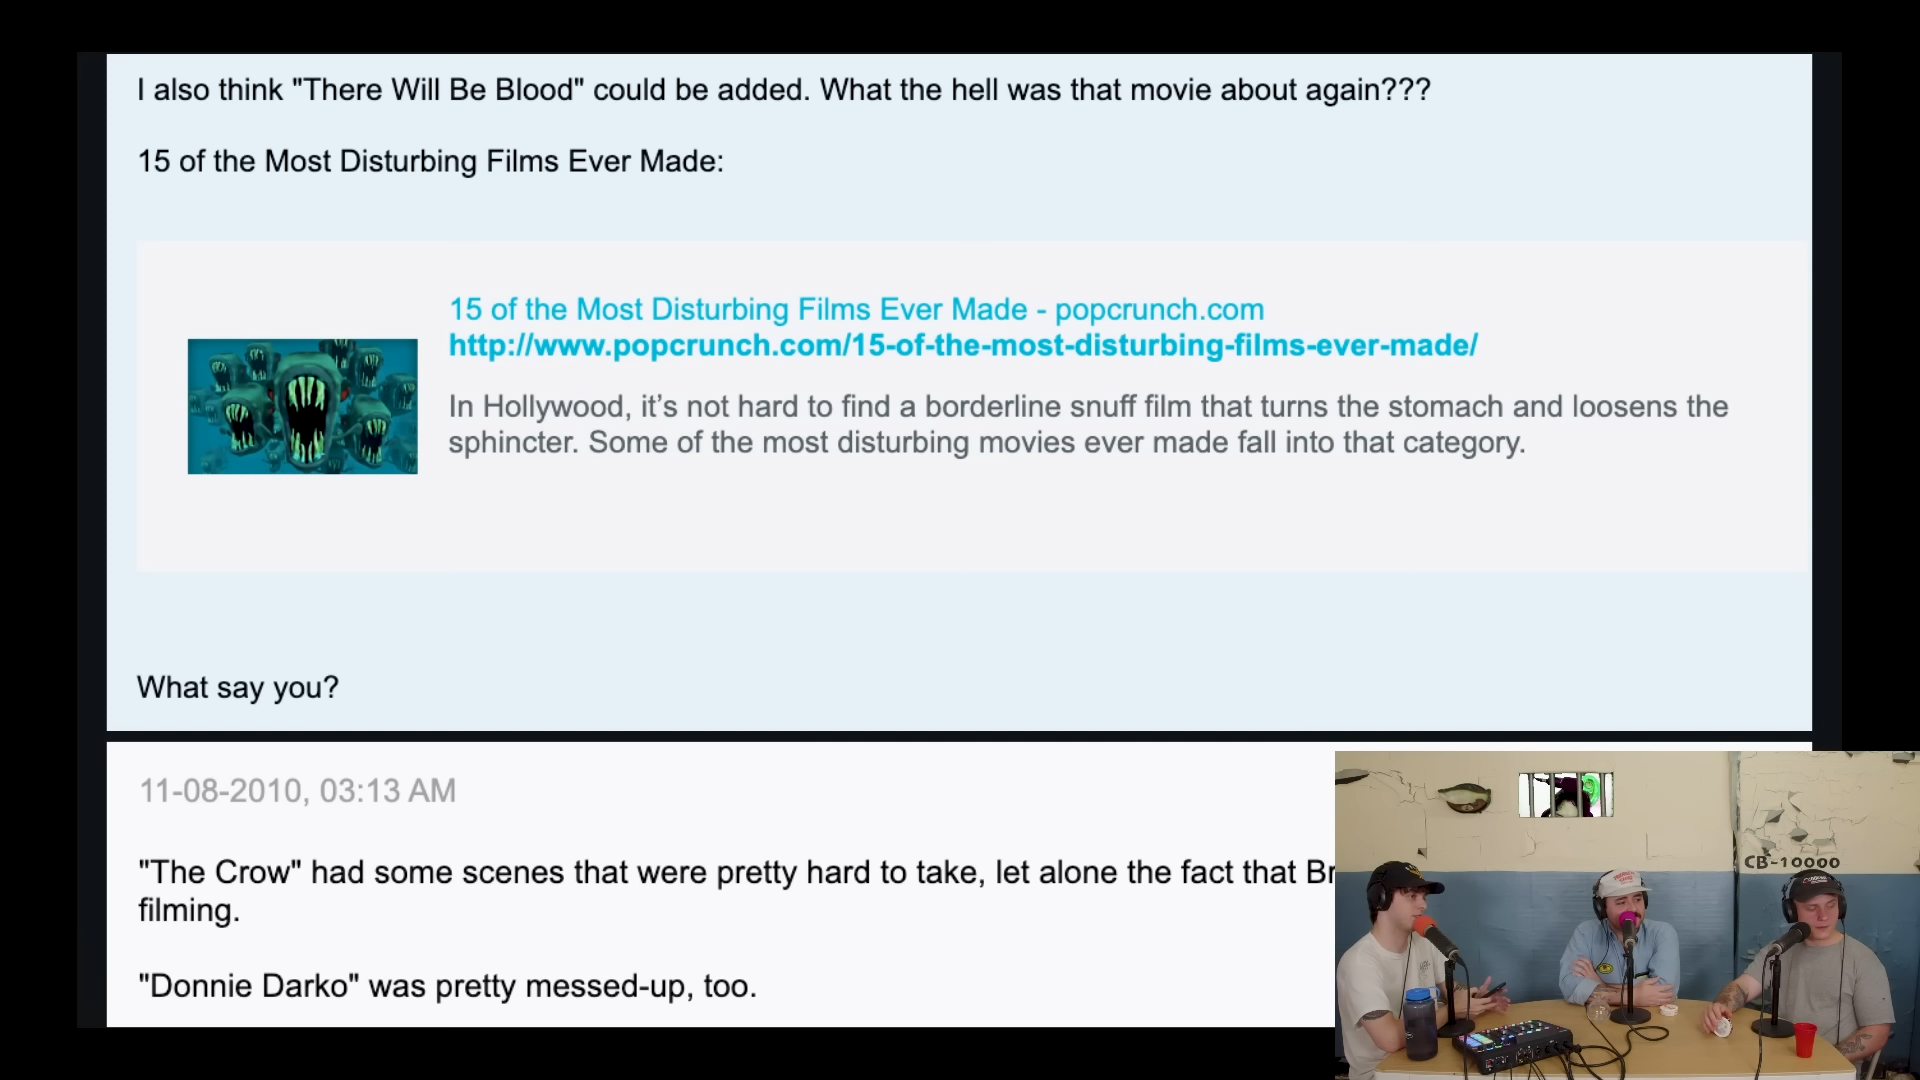 I also think "There Will Be Blood" could be added. What the hell was that movie about again???
15 of the Most Disturbing Films Ever Made:
15 of the Most Disturbing Films Ever Made - popcrunch.com
http://www.popcrunch.com/15-of-the-most-disturbing-films-ever-made/
In Hollywood, it’s not hard to find a borderline snuff film that turns the stomach and loosens the
sphincter. Some of the most disturbing movies ever made fall into that category.
What say you?
11-08-2010, 03:13 AM
"The Crow" had some scenes that were pretty hard to take, let alone the fact that Br
filming.
"Donnie Darko" was pretty messed-up, too.
CB-10000